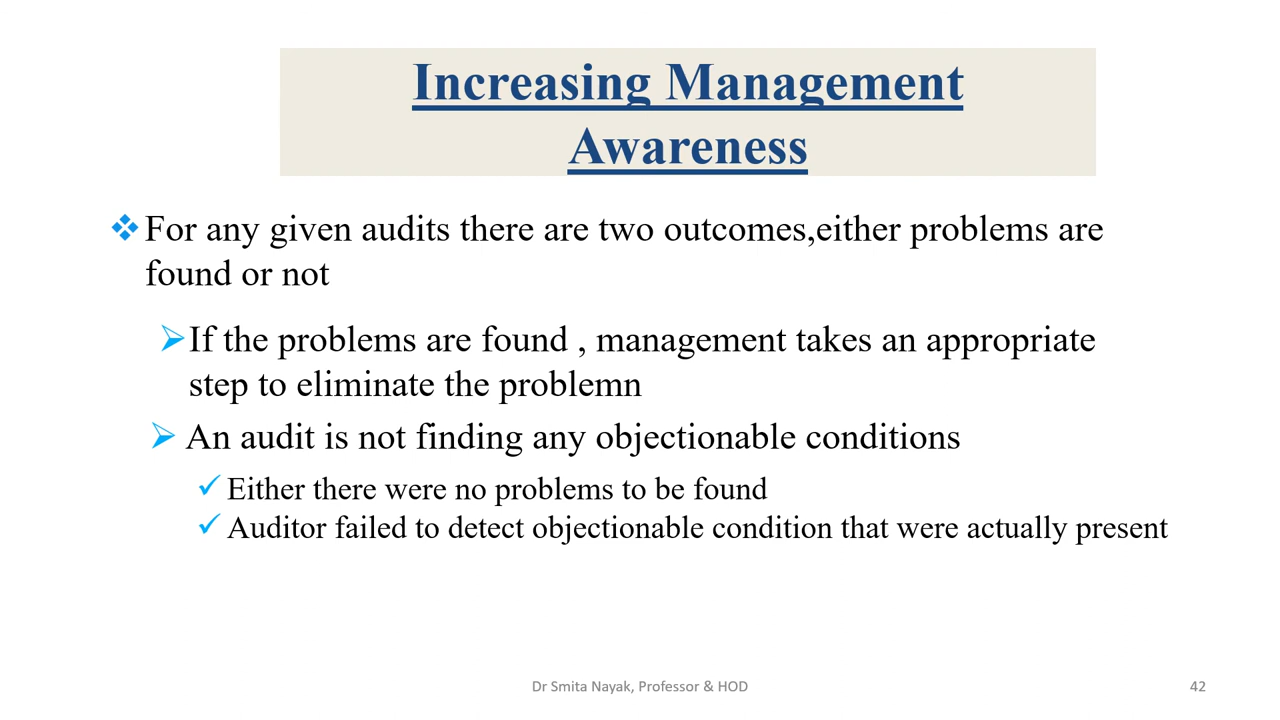 Increasing Management
Awareness
❖For any given audits there are two outcomes,either problems are
found or not
➢If the problems are found , management takes an appropriate
step to eliminate the problemn
➢ An audit is not finding any objectionable conditions
✓Either there were no problems to be found
✓Auditor failed to detect objectionable condition that were actually present
Dr Smita Nayak, Professor & HOD
42